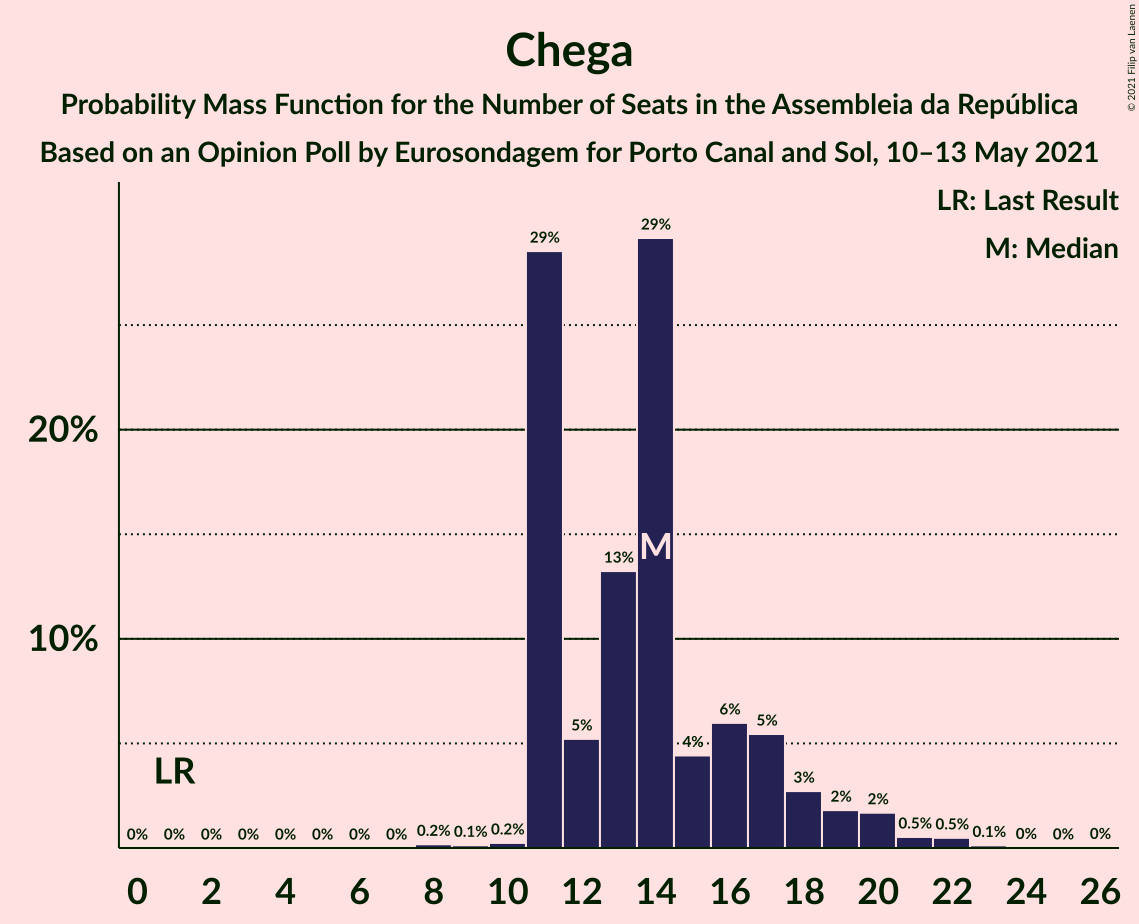 Chega
Probability Mass Function for the Number of Seats in the Assembleia da República
Based on an Opinion Poll by Eurosondagem for Porto Canal and Sol, 10–13 May 2021
© 2021 Filip van Laenen
LR: Last Result
M: Median
20%
10%
0% 0% 0% 0% 0% 0% 0% 0% 0.2% 0.1% 0.2% 29% 5% 13% 29% 4% 6% 5% 3% 2% 2% 0.5% 0.5% 0.1% 0% 0% 0%
M
LR
0 2 4 6 8 10 12 14 16 18 20 22 24 26